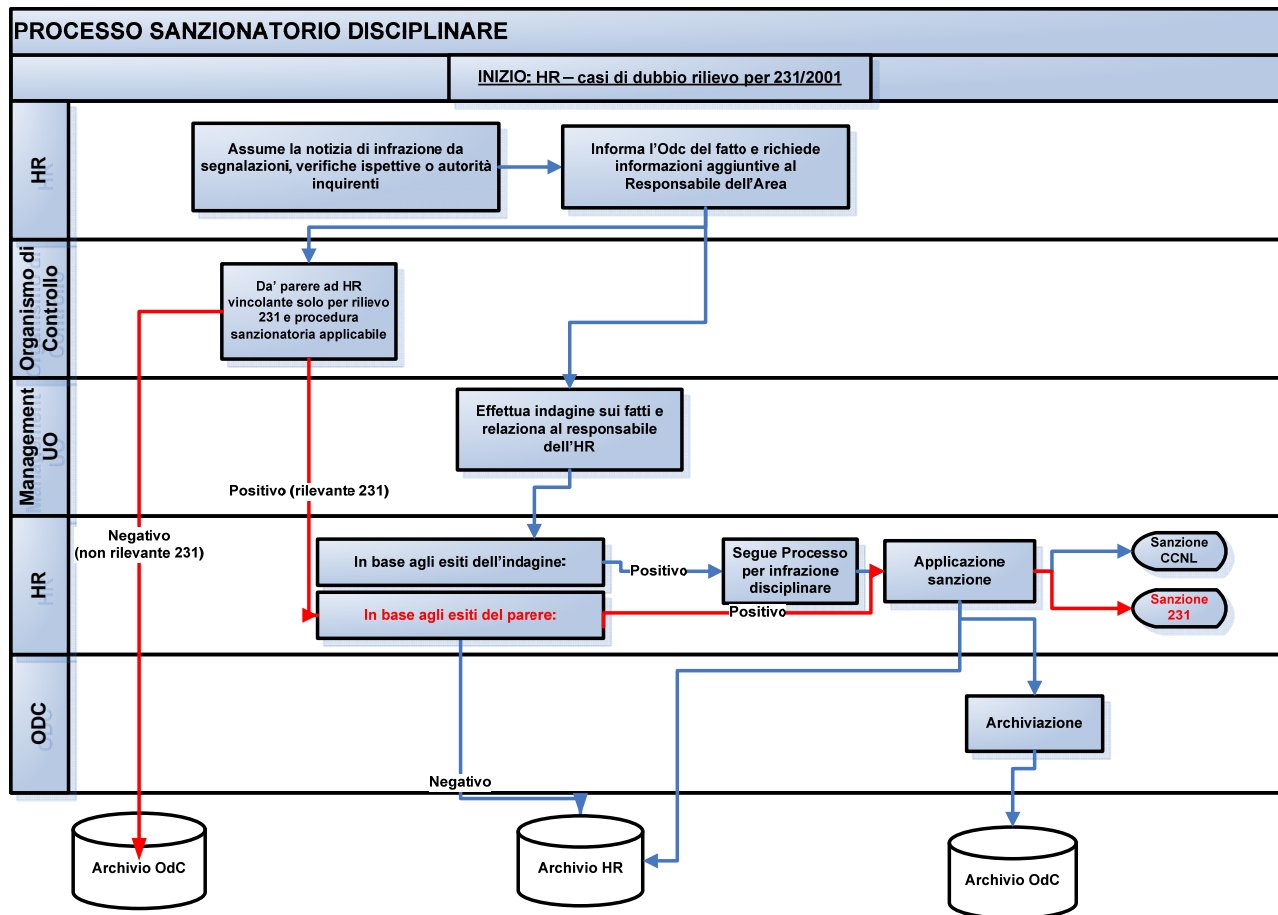 PROCESSO SANZIONATORIO DISCIPLINARE
INIZIO: HR – casi di dubbio rilievo per 231/2001
HR
Assume la notizia di infrazione da
segnalazioni, verifiche ispettive o autorità
inquirenti
Informa l'Odc del fatto e richiede
informazioni aggiuntive al
Responsabile dell'Area
Organismo di
Controllo
Da' parere ad HR
vincolante solo per rilievo
231 e procedura
sanzionatoria applicabile
Management
UO
Effettua indagine sui fatti e
relaziona al responsabile
dell'HR
Positivo (rilevante 231)
Negativo
(non rilevante 231)
HR
In base agli esiti dell'indagine:
Positivo
Segue Processo
per infrazione
disciplinare
Applicazione
sanzione
Sanzione
CCNL
In base agli esiti del parere:
Positivo
Sanzione
231
ODC
Archiviazione
Negativo
Archivio OdC
Archivio HR
Archivio OdC